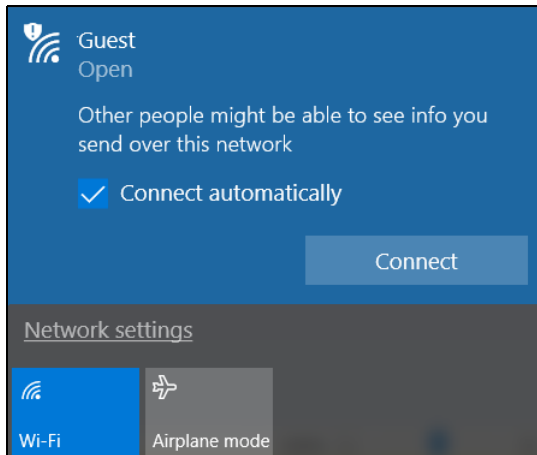 Guest
Open
Other people might be able to see info you
send over this network
Connect automatically
Connect
Network settings
Wi-Fi
Airplane mode